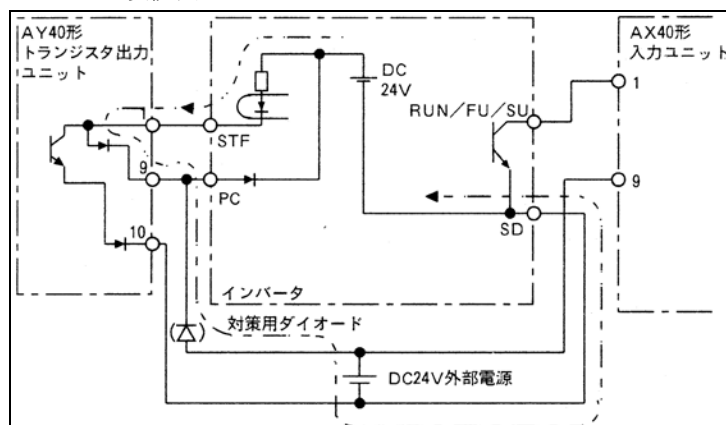 AY40形
トランジスタ出力
ユニット
AX40形
入力ユニット
DC
24V
RUN/FU/SU
1
STF
9
9
PC
10
SD
インバータ
対策用ダイオード
DC24V外部電源